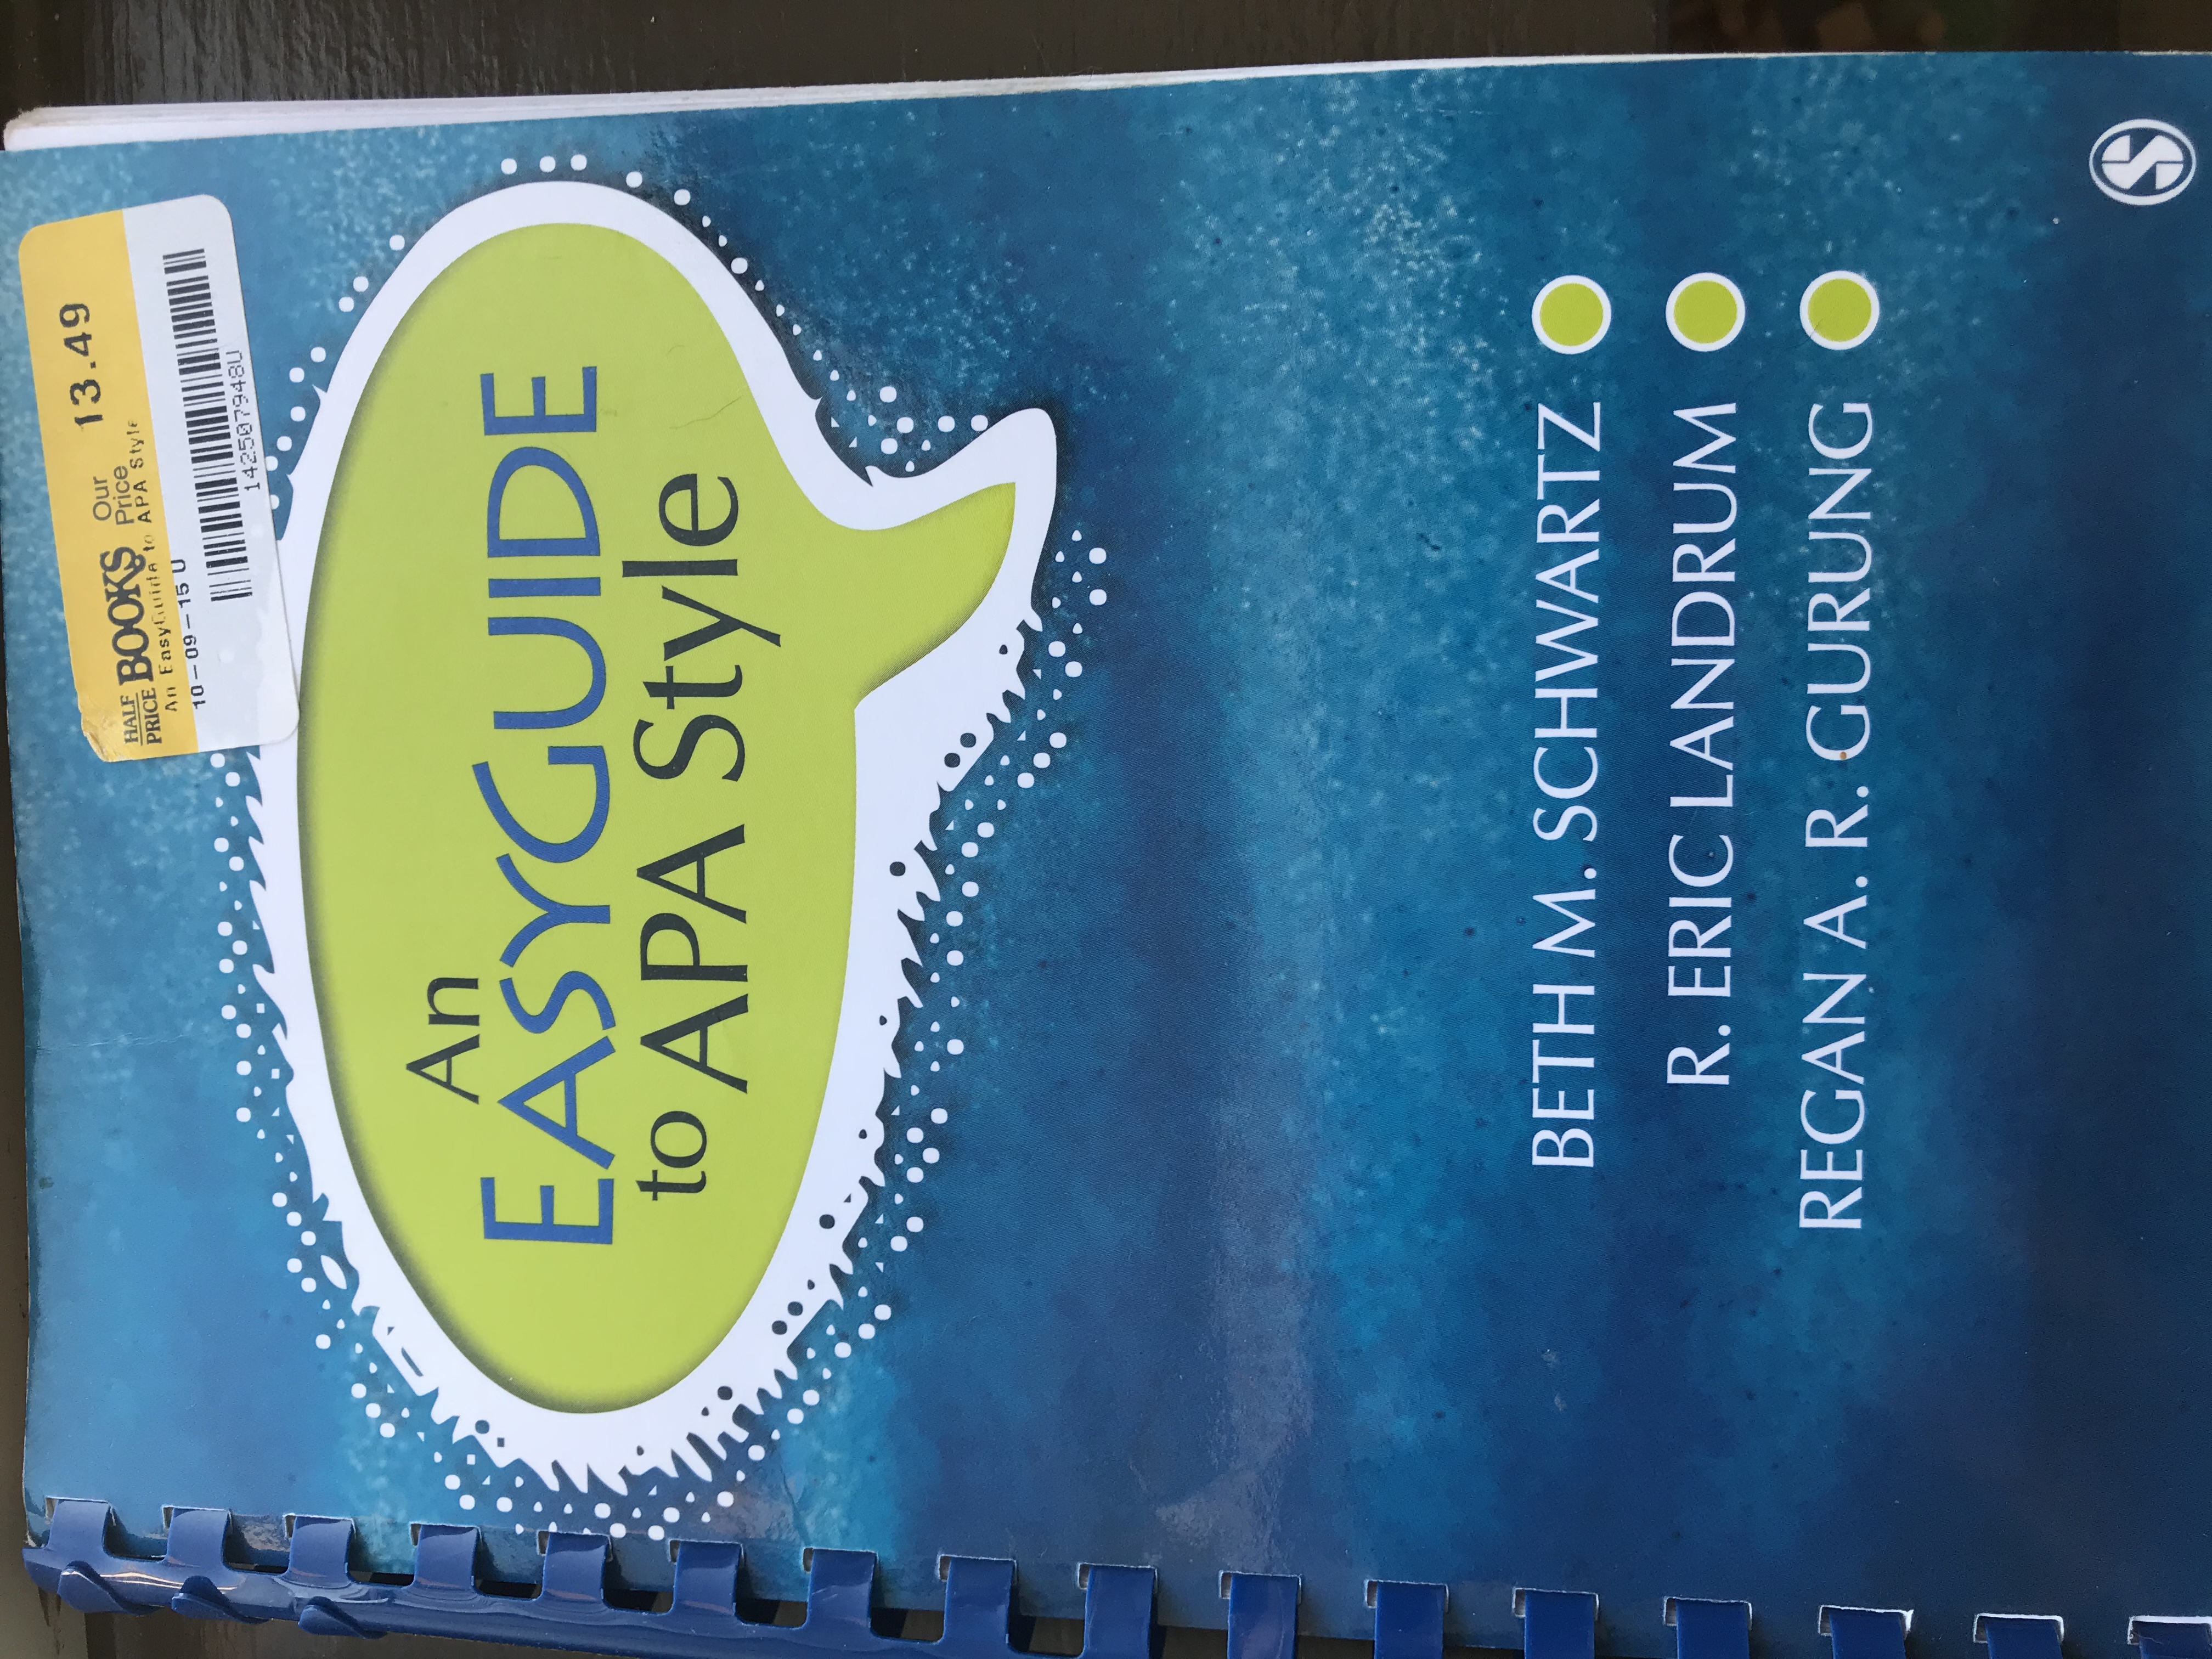 HALF PRICE BOOKS Our Price 13.49
An EasyGuide to APA Style
10-09-15 U
142507948U
An
EASYGUIDE
to APA Style
BETH M. SCHWARTZ
R. ERIC LANDRUM
REGAN A. R. GURUNG
S